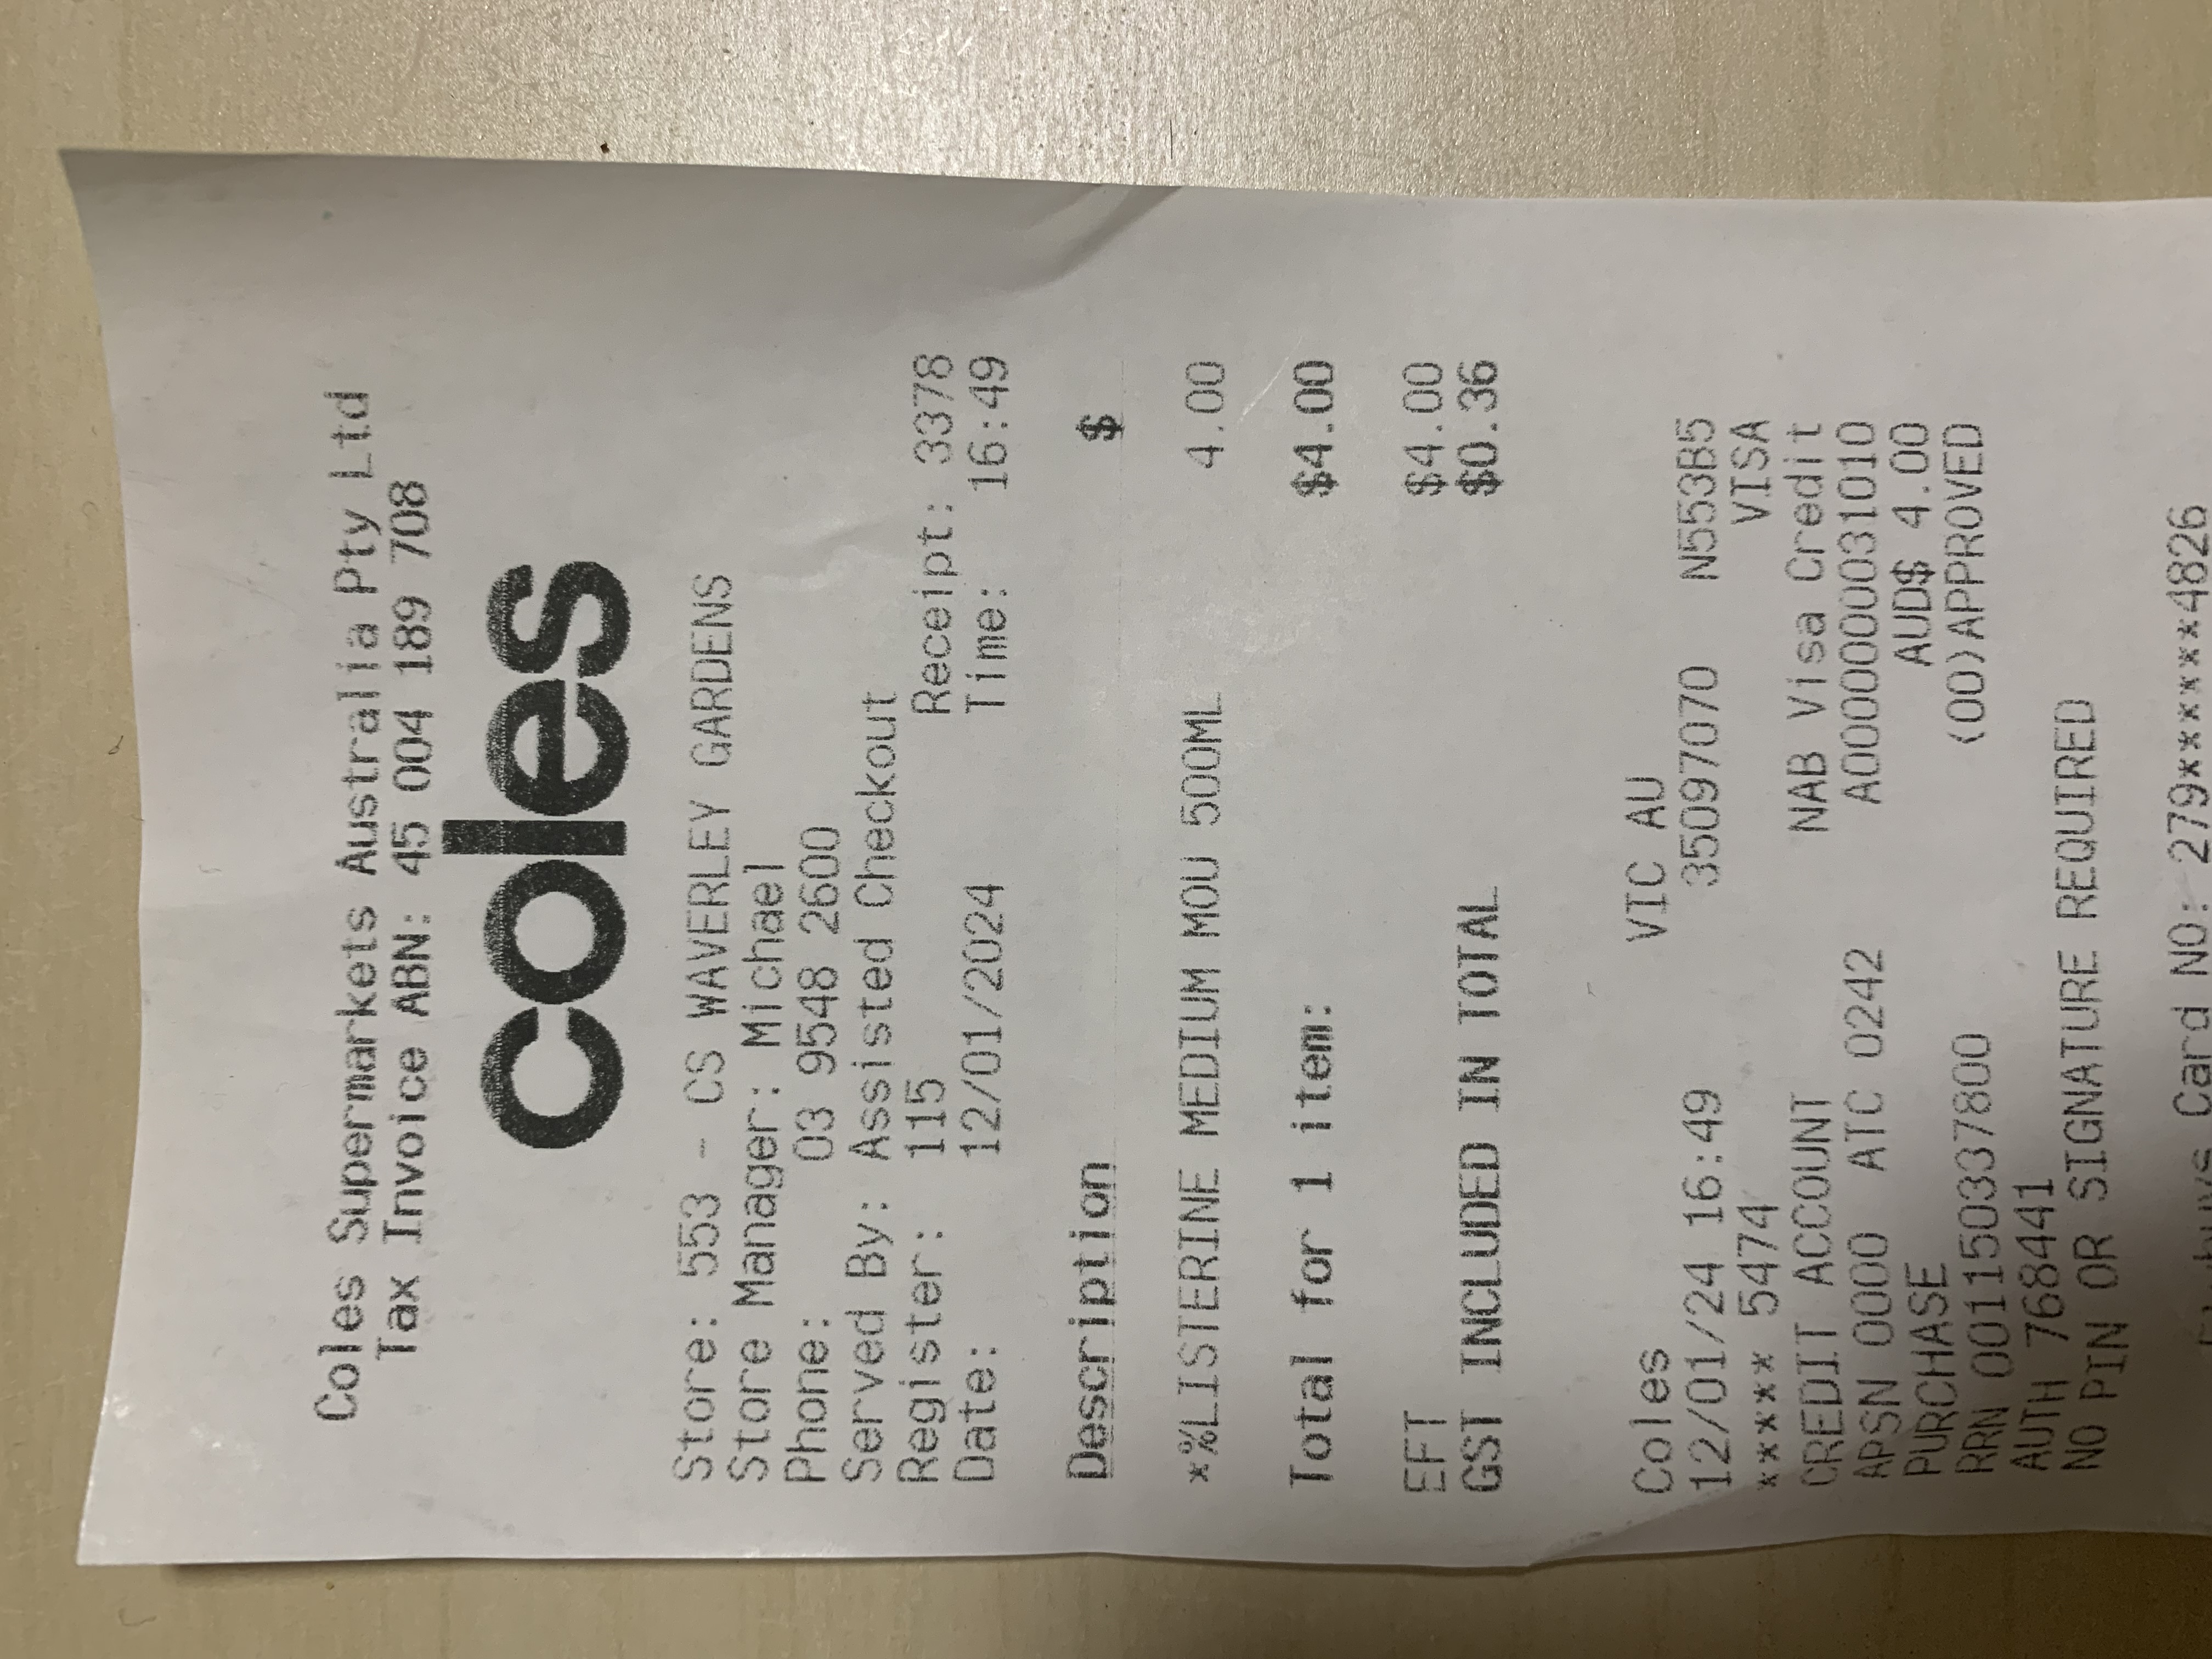 Coles Supermarkets Australia Pty Ltd
Tax Invoice ABN: 45 004 189 708
coles
Store: 553 - CS WAVERLEY GARDENS
Store Manager: Michael
Phone: 03 9548 2600
Served By: Assisted Checkout
Register: 115 Receipt: 3378
Date: 12/01/2024 Time: 16:49
Description $
*%LISTERINE MEDIUM MOU 500ML 4.00
Total for 1 item: $4.00
EFT $4.00
GST INCLUDED IN TOTAL $0.36
Coles VIC AU
12/01/24 16:49 35097070 N553B5
***** 5474 VISA
CREDIT ACCOUNT NAB Visa Credit
APSN 0000 ATC 0242 A0000000031010
PURCHASE AUD$ 4.00
RRN 001150337800 (00)APPROVED
AUTH 768441
NO PIN OR SIGNATURE REQUIRED
Card NO: 279******4826